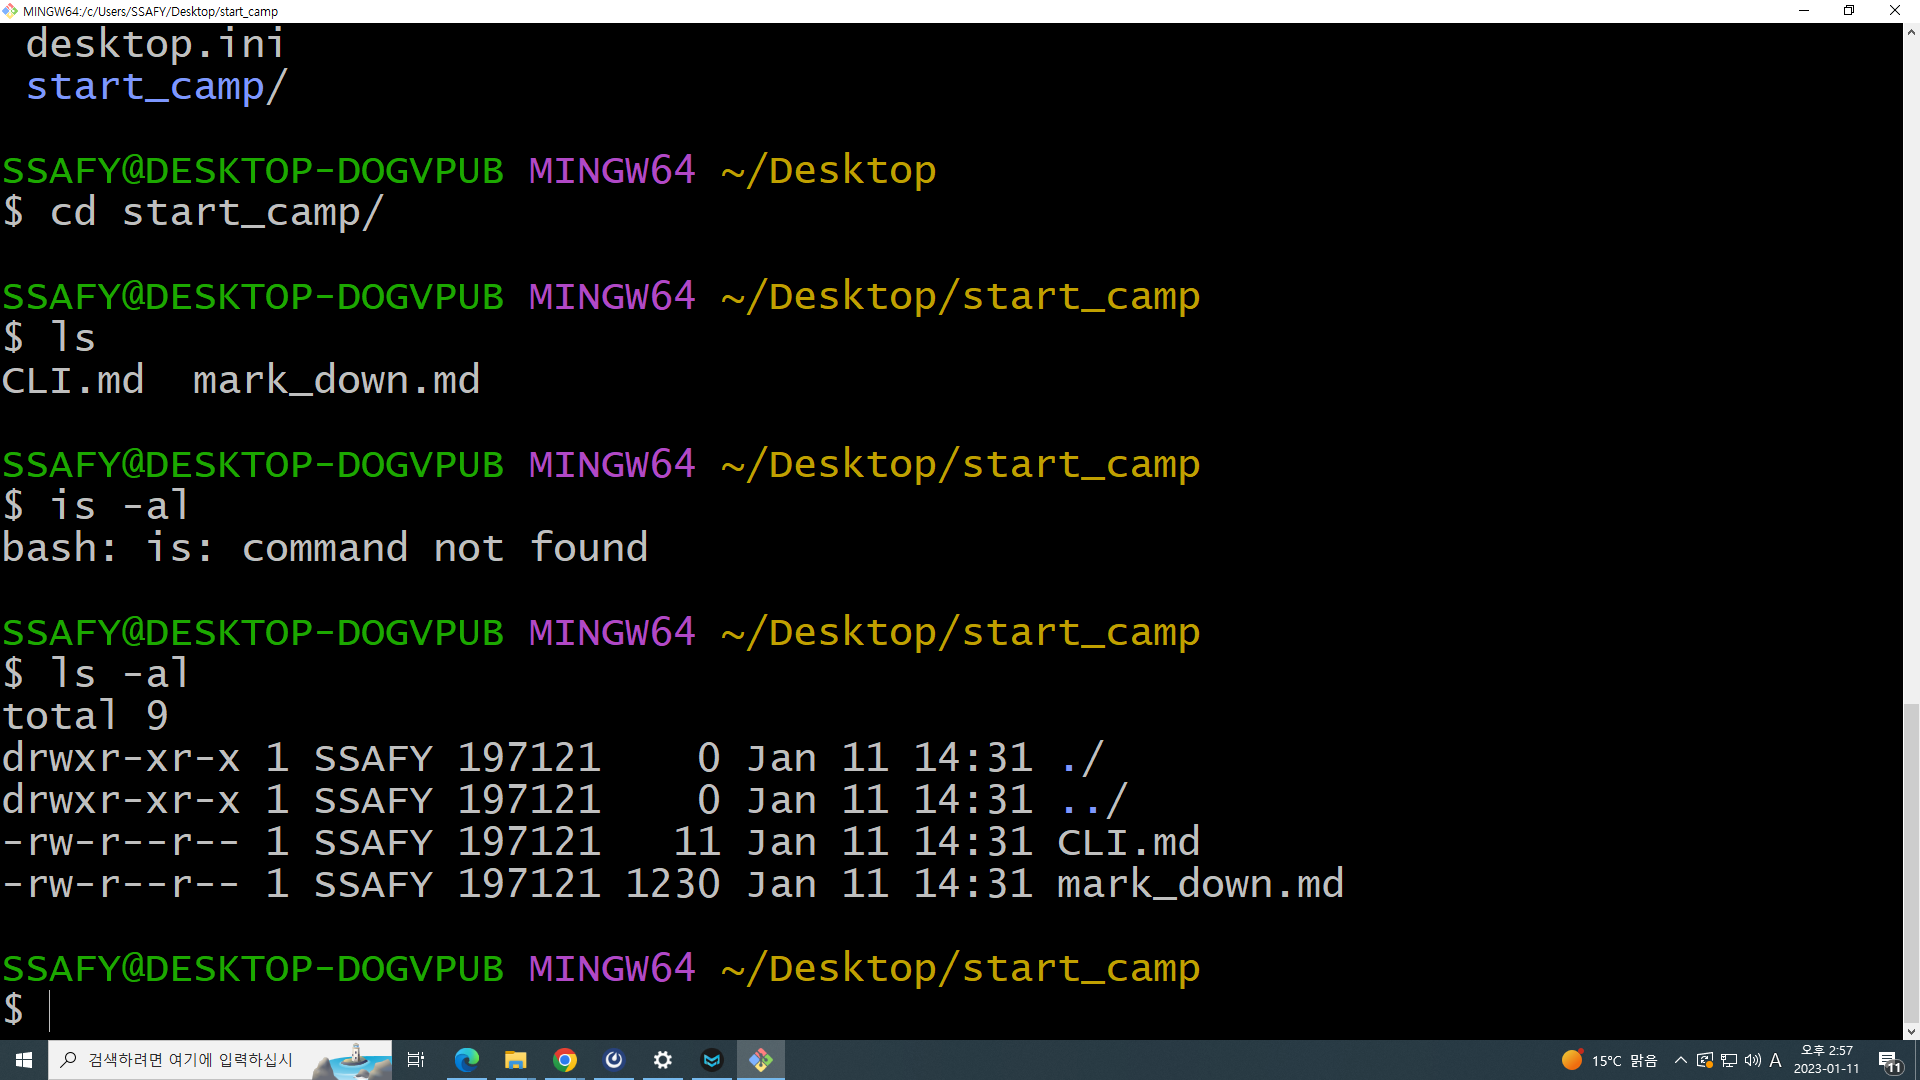 MINGW64:/c/Users/SSAFY/Desktop/start_camp
desktop.ini
start_camp/
SSAFY@DESKTOP-DOGVPUB MINGW64 ~/Desktop
$ cd start_camp/
SSAFY@DESKTOP-DOGVPUB MINGW64 ~/Desktop/start_camp
$ ls
CLI.md  mark_down.md
SSAFY@DESKTOP-DOGVPUB MINGW64 ~/Desktop/start_camp
$ is -al
bash: is: command not found
SSAFY@DESKTOP-DOGVPUB MINGW64 ~/Desktop/start_camp
$ ls -al
total 9
drwxr-xr-x 1 SSAFY 197121    0 Jan 11 14:31 ./
drwxr-xr-x 1 SSAFY 197121    0 Jan 11 14:31 ../
-rw-r--r-- 1 SSAFY 197121   11 Jan 11 14:31 CLI.md
-rw-r--r-- 1 SSAFY 197121 1230 Jan 11 14:31 mark_down.md
SSAFY@DESKTOP-DOGVPUB MINGW64 ~/Desktop/start_camp
$
검색하려면 여기에 입력하십시
15°C 맑음
A
오후 2:57
2023-01-11
11